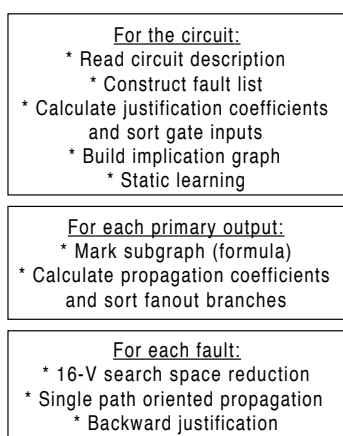 For the circuit:
* Read circuit description
* Construct fault list
* Calculate justification coefficients
and sort gate inputs
* Build implication graph
* Static learning
For each primary output:
* Mark subgraph (formula)
* Calculate propagation coefficients
and sort fanout branches
For each fault:
* 16-V search space reduction
* Single path oriented propagation
* Backward justification